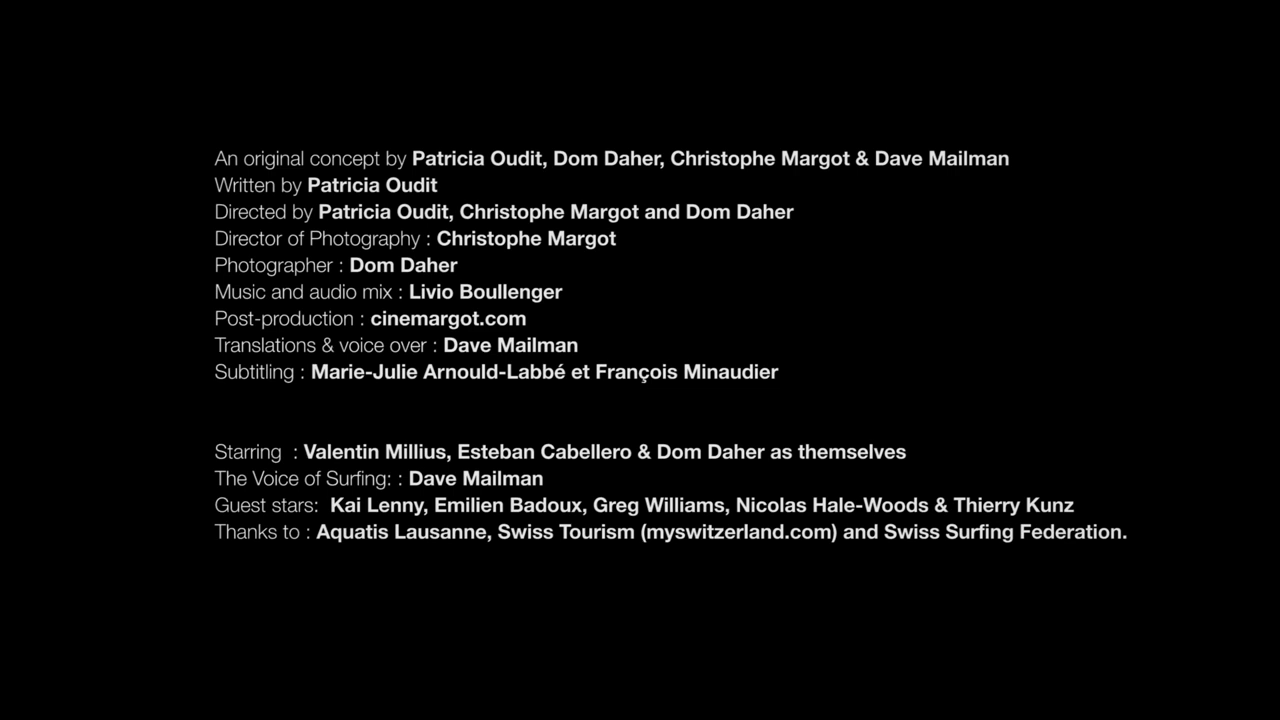 An original concept by Patricia Oudit, Dom Daher, Christophe Margot & Dave Mailman
Written by Patricia Oudit
Directed by Patricia Oudit, Christophe Margot and Dom Daher
Director of Photography : Christophe Margot
Photographer : Dom Daher
Music and audio mix : Livio Boullenger
Post-production : cinemargot.com
Translations & voice over : Dave Mailman
Subtitling : Marie-Julie Arnould-Labbé et François Minaudier
Starring  : Valentin Millius, Esteban Cabellero & Dom Daher as themselves
The Voice of Surfing: : Dave Mailman
Guest stars:  Kai Lenny, Emilien Badoux, Greg Williams, Nicolas Hale-Woods & Thierry Kunz
Thanks to : Aquatis Lausanne, Swiss Tourism (myswitzerland.com) and Swiss Surfing Federation.